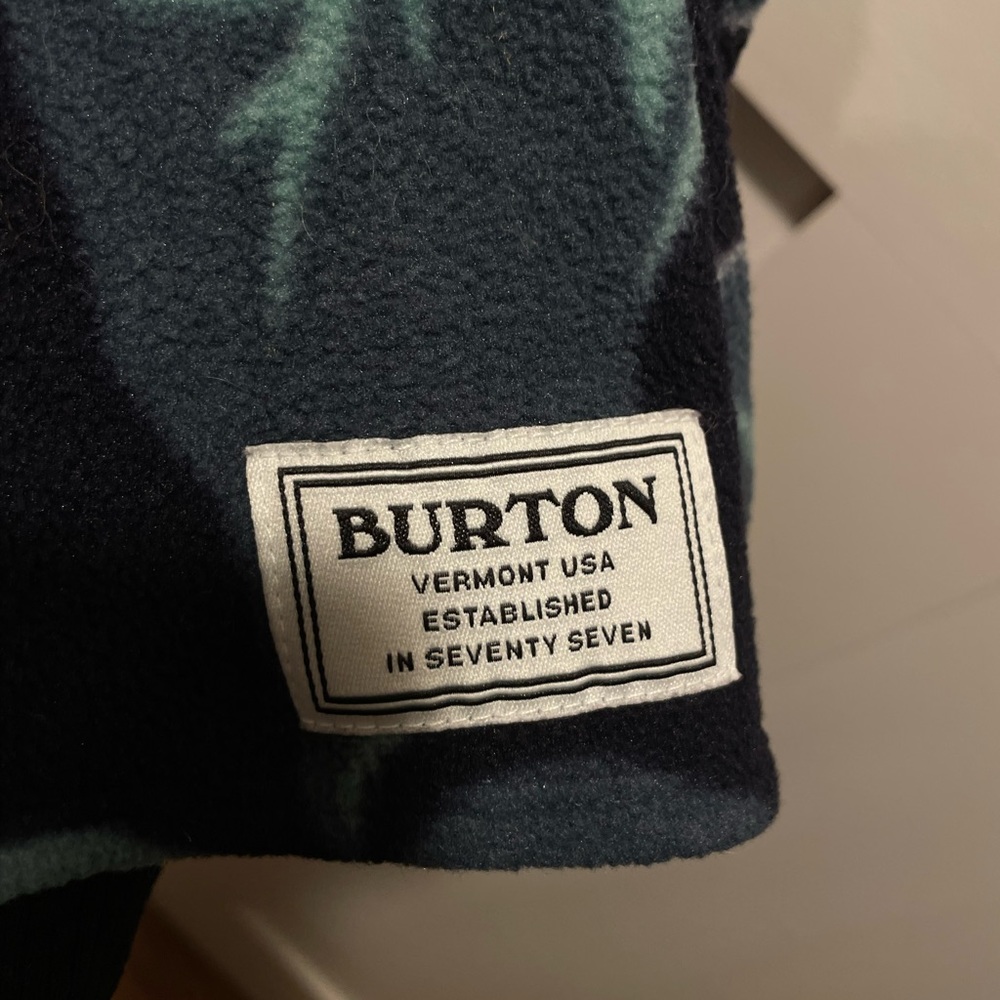 BURTON
VERMONT USA
ESTABLISHED
IN SEVENTY SEVEN